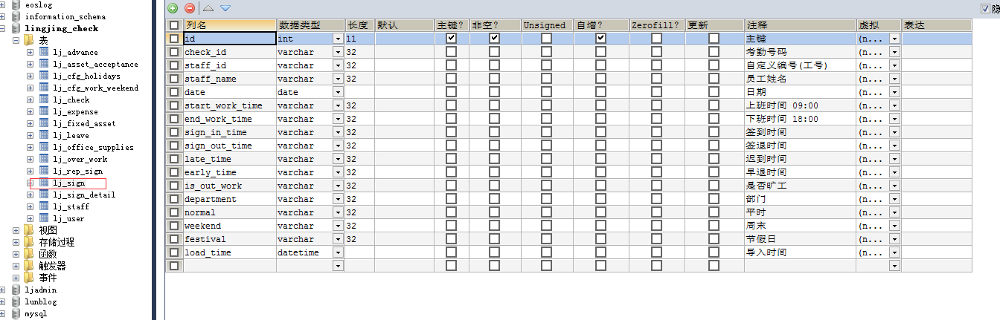 eoslog
information_schema
lingjing_check
表
lj_advance
lj_asset_acceptance
lj_cfg_holidays
lj_cfg_work_weekend
lj_check
lj_expense
lj_fixed_asset
lj_leave
lj_office_supplies
lj_over_work
lj_rep_sign
lj_sign
lj_sign_detail
lj_staff
lj_user
视图
存储过程
函数
触发器
事件
ljadmin
lunblog
mysql
隐
列名 数据类型 长度 默认 主键? 非空? Unsigned 自增? Zerofill? 更新 注释 虚拟 表达
id int 11 主键 (n...
check_id varchar 32 考勤号码 (n...
staff_id varchar 32 自定义编号(工号) (n...
staff_name varchar 32 员工姓名 (n...
date date 日期 (n...
start_work_time varchar 32 上班时间 09:00 (n...
end_work_time varchar 32 下班时间 18:00 (n...
sign_in_time varchar 32 签到时间 (n...
sign_out_time varchar 32 签退时间 (n...
late_time varchar 32 迟到时间 (n...
early_time varchar 32 早退时间 (n...
is_out_work varchar 32 是否旷工 (n...
department varchar 32 部门 (n...
normal varchar 32 平时 (n...
weekend varchar 32 周末 (n...
festival varchar 32 节假日 (n...
load_time datetime 导入时间 (n...
(n...